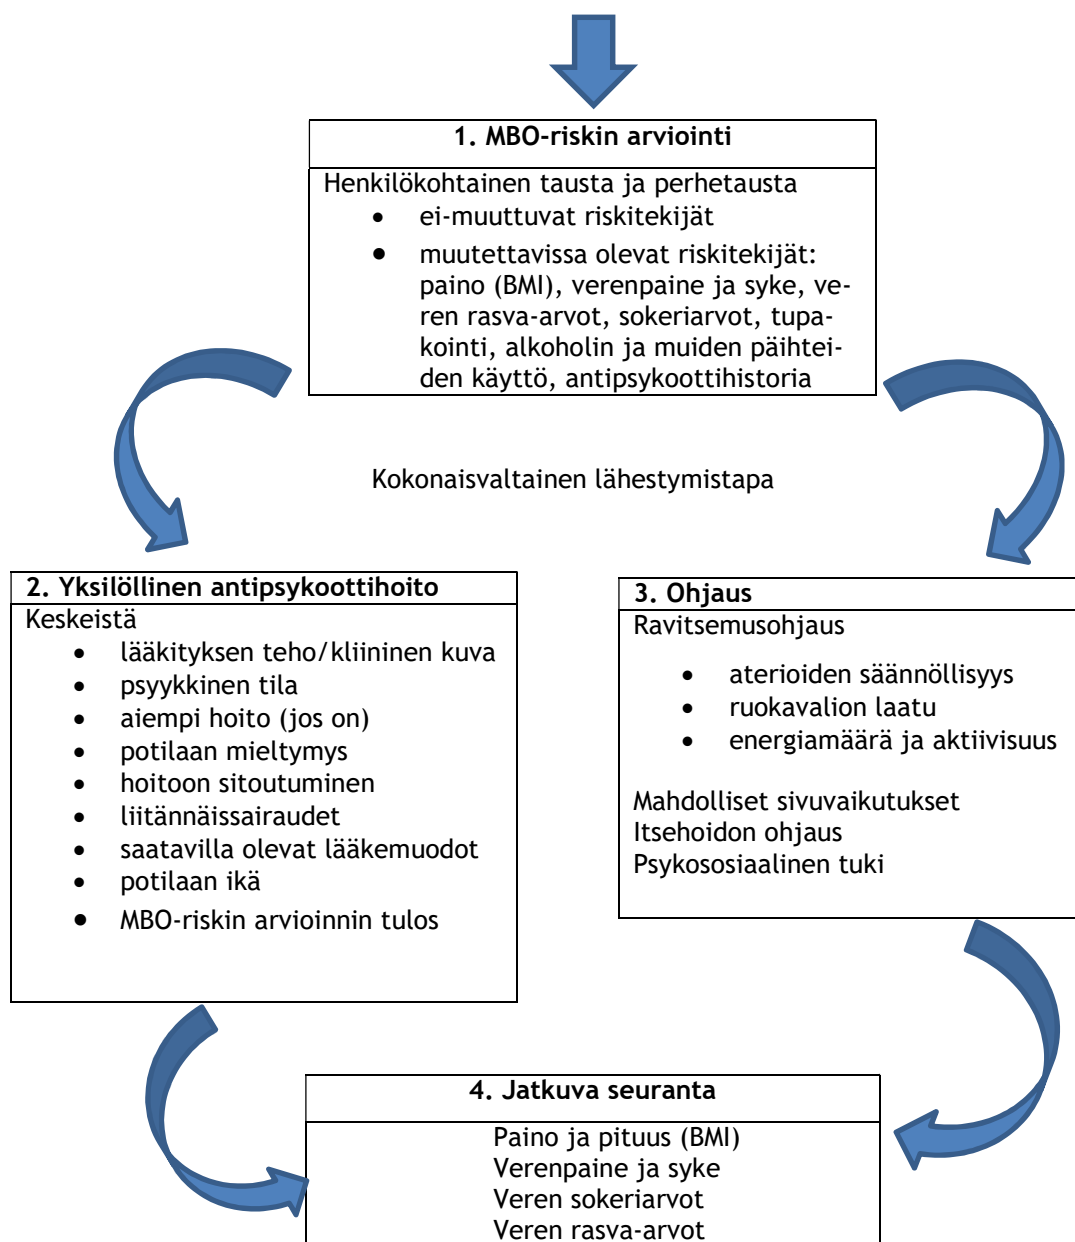 1. MBO-riskin arviointi
Henkilökohtainen tausta ja perhetausta
• ei-muuttuvat riskitekijät
• muutettavissa olevat riskitekijät:
paino (BMI), verenpaine ja syke, ve-
ren rasva-arvot, sokeriarvot, tupa-
kointi, alkoholin ja muiden päihtei-
den käyttö, antipsykoottihistoria
Kokonaisvaltainen lähestymistapa
2. Yksilöllinen antipsykoottihoito
Keskeistä
• lääkityksen teho/kliininen kuva
• psyykkinen tila
• aiempi hoito (jos on)
• potilaan mieltymys
• hoitoon sitoutuminen
• liitännäissairaudet
• saatavilla olevat lääkemuodot
• potilaan ikä
• MBO-riskin arvioinnin tulos
3. Ohjaus
Ravitsemusohjaus
• aterioiden säännöllisyys
• ruokavalion laatu
• energiamäärä ja aktiivisuus
Mahdolliset sivuvaikutukset
Itsehoidon ohjaus
Psykososiaalinen tuki
4. Jatkuva seuranta
Paino ja pituus (BMI)
Verenpaine ja syke
Veren sokeriarvot
Veren rasva-arvot